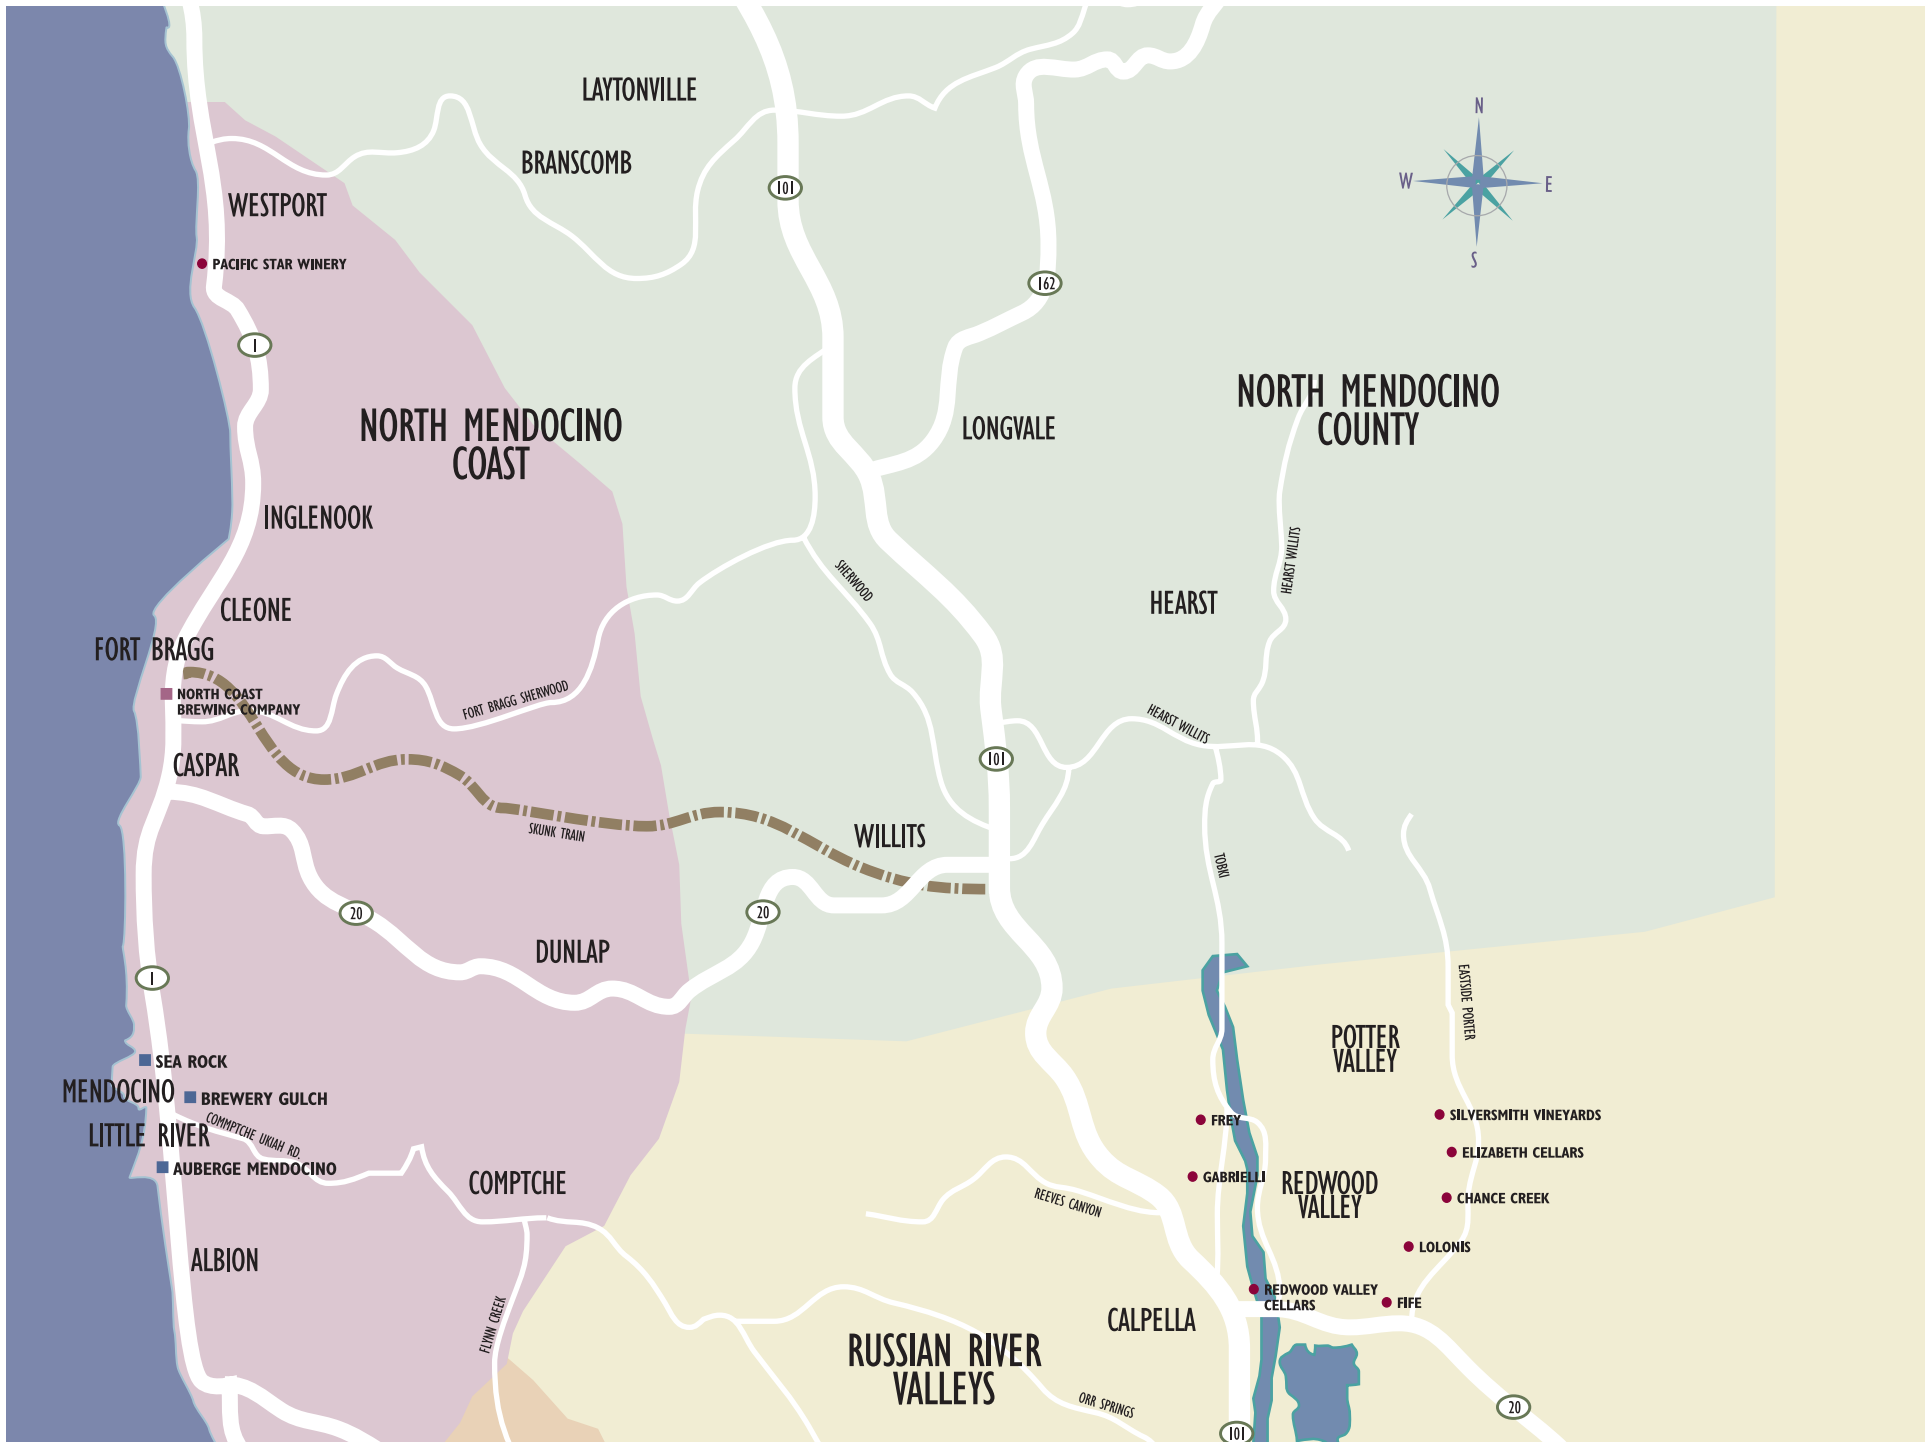 LAYTONVILLE
N
BRANSCOMB
W
E
101
WESTPORT
S
PACIFIC STAR WINERY
162
1
NORTH MENDOCINO
COUNTY
NORTH MENDOCINO
COAST
LONGVALE
INGLENOOK
HEARST WILLITS
SHERWOOD
HEARST
CLEONE
FORT BRAGG
NORTH COAST
BREWING COMPANY
FORT BRAGG SHERWOOD
HEARST WILLITS
101
CASPAR
SKUNK TRAIN
WILLITS
TOBKI
20
20
DUNLAP
1
EASTSIDE PORTER
POTTER
VALLEY
SEA ROCK
MENDOCINO
BREWERY GULCH
COMMPTCHE UKIAH RD.
LITTLE RIVER
AUBERGE MENDOCINO
FREY
SILVERSMITH VINEYARDS
ELIZABETH CELLARS
GABRIELLI
REDWOOD
VALLEY
CHANCE CREEK
COMPTCHE
REEVES CANYON
LOLONIS
ALBION
REDWOOD VALLEY
CELLARS
FIFE
CALPELLA
FLYNN CREEK
RUSSIAN RIVER
VALLEYS
ORR SPRINGS
20
101